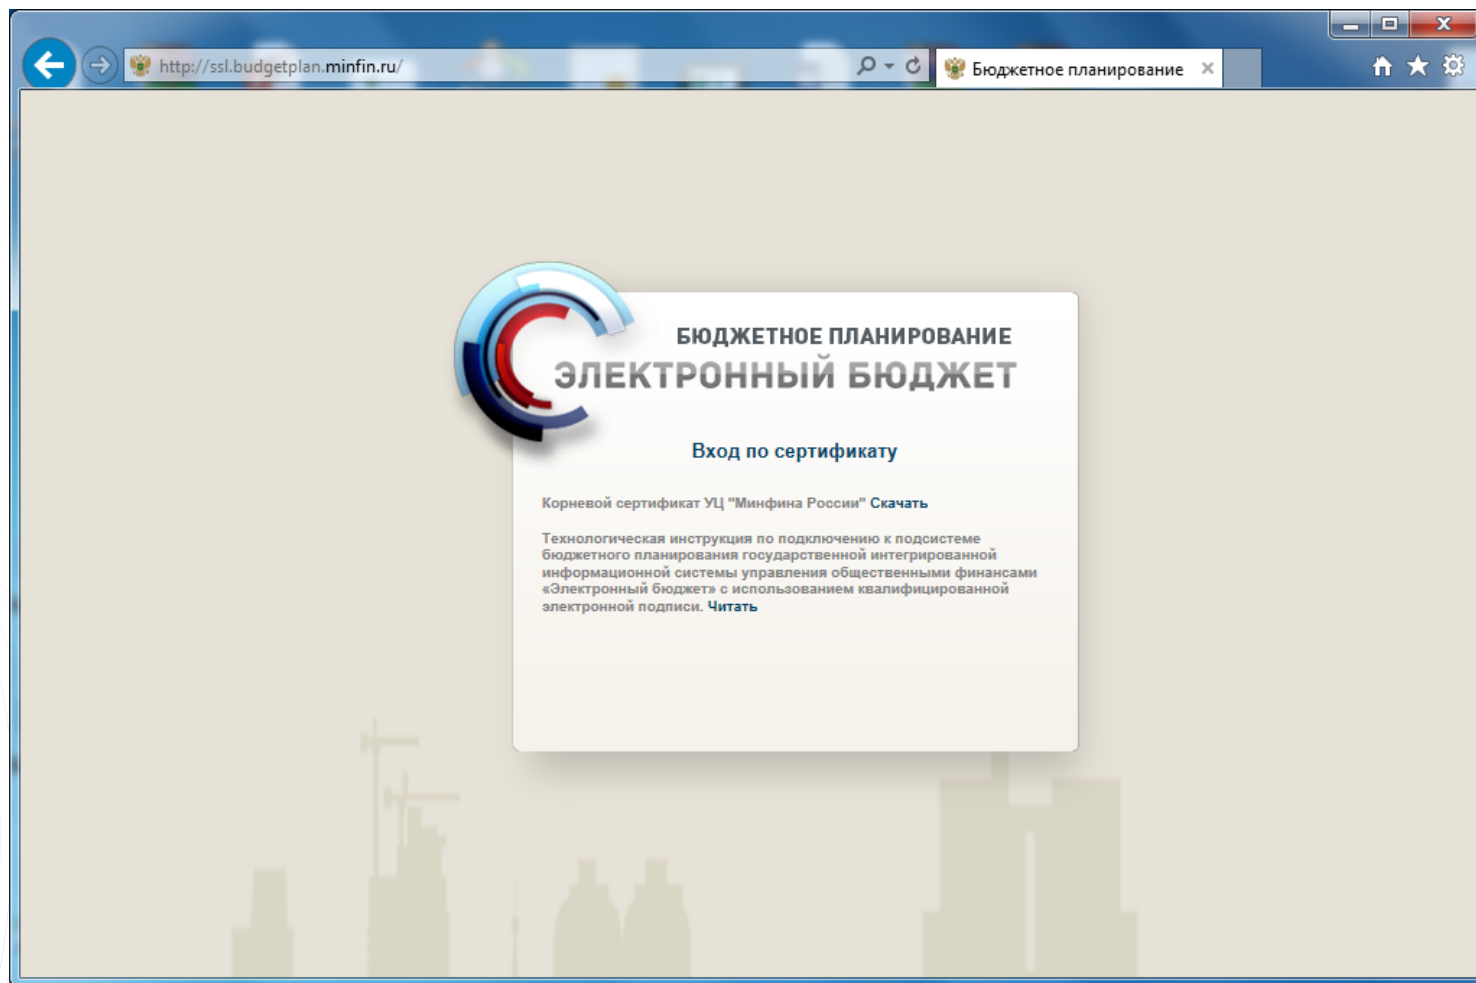 http://ssl.budgetplan.minfin.ru/
Бюджетное планирование
БЮДЖЕТНОЕ ПЛАНИРОВАНИЕ
ЭЛЕКТРОННЫЙ БЮДЖЕТ
Вход по сертификату
Корневой сертификат УЦ "Минфина России" Скачать
Технологическая инструкция по подключению к подсистеме
бюджетного планирования государственной интегрированной
информационной системы управления общественными финансами
«Электронный бюджет» с использованием квалифицированной
электронной подписи. Читать